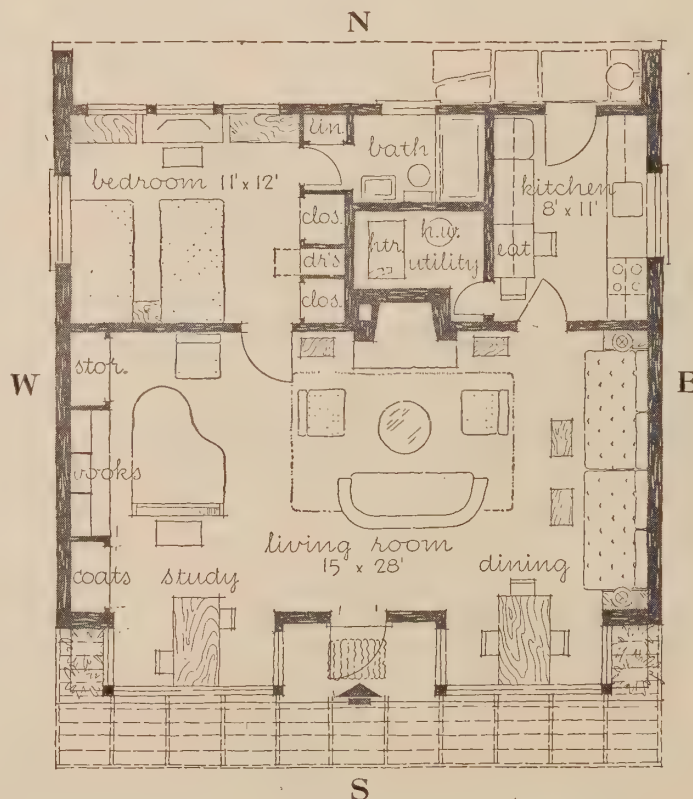 N
lin
bath
bedroom 11' x 12'
kitchen
8' x 11'
clos.
h.w.
htr.
utility
eat
dr's
clos.
stor.
W
E
books
living room
15' x 28'
dining
coats
study
S